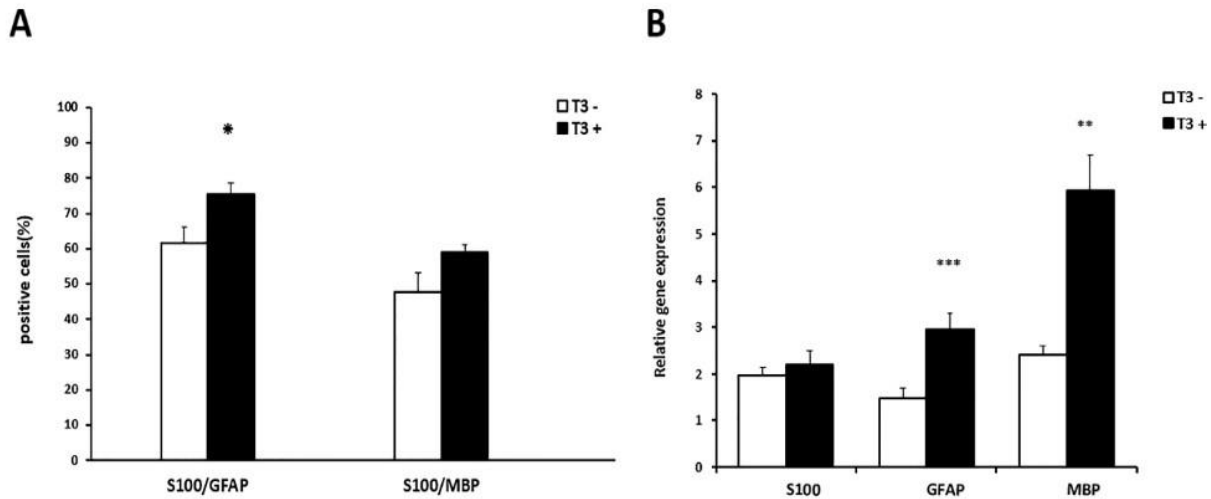 A
B
T3 -
T3 +
*
positive cells(%)
100
90
80
70
60
50
40
30
20
10
0
S100/GFAP
S100/MBP
T3 -
T3 +
**
***
Relative gene expression
8
7
6
5
4
3
2
1
0
S100
GFAP
MBP